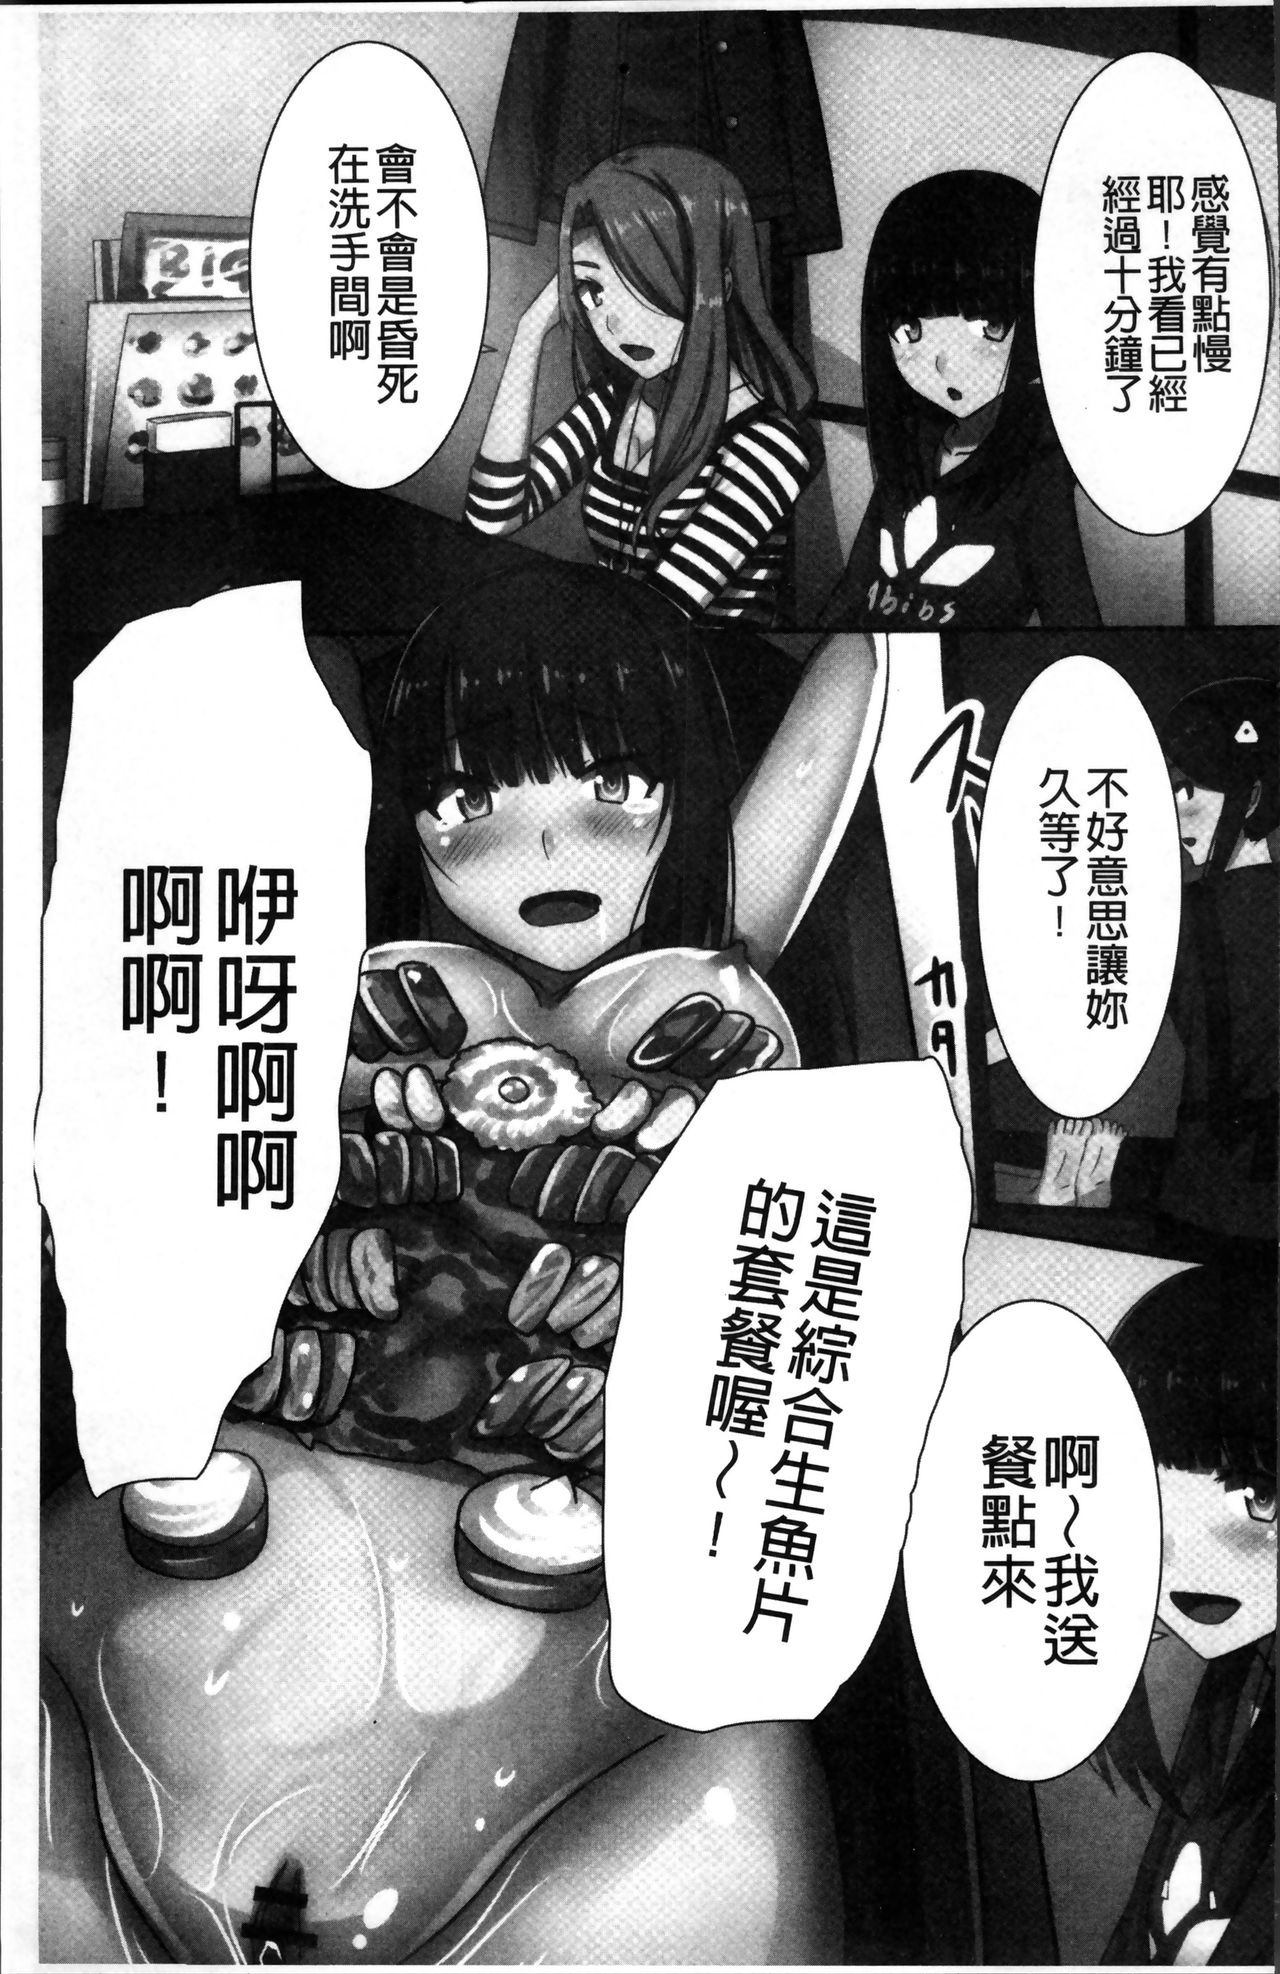 感覺有點慢
耶！我看已經
經過十分鐘了
會不會是昏死
在洗手間啊
BIG
1bibs
不好意思讓妳
久等了！
啊～我送
餐點來
這是綜合生魚片
的套餐喔～！
咿呀啊啊
啊啊！